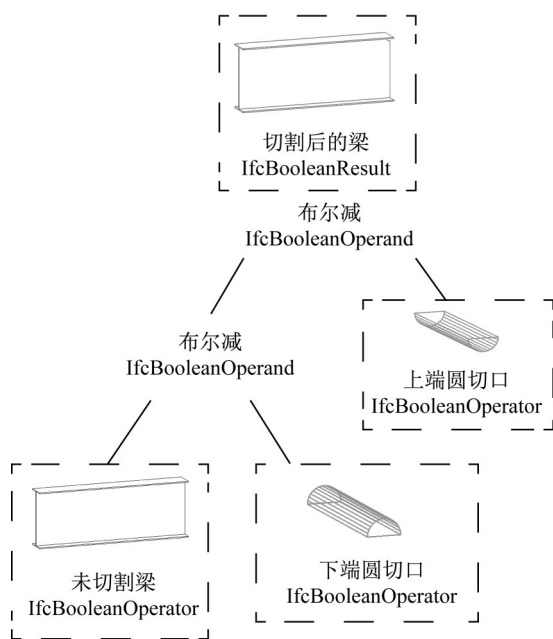 切割后的梁
IfcBooleanResult
布尔减
IfcBooleanOperand
布尔减
IfcBooleanOperand
上端圆切口
IfcBooleanOperator
未切割梁
IfcBooleanOperator
下端圆切口
IfcBooleanOperator